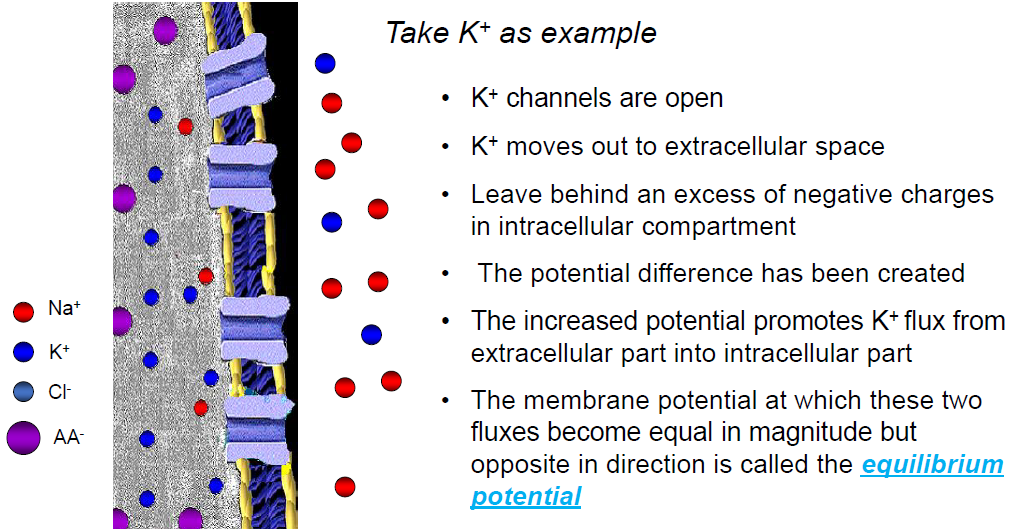 Take K⁺ as example
• K⁺ channels are open
• K⁺ moves out to extracellular space
• Leave behind an excess of negative charges
in intracellular compartment
• The potential difference has been created
• The increased potential promotes K⁺ flux from
extracellular part into intracellular part
• The membrane potential at which these two
fluxes become equal in magnitude but
opposite in direction is called the equilibrium
potential
Na⁺
K⁺
Cl⁻
AA⁻